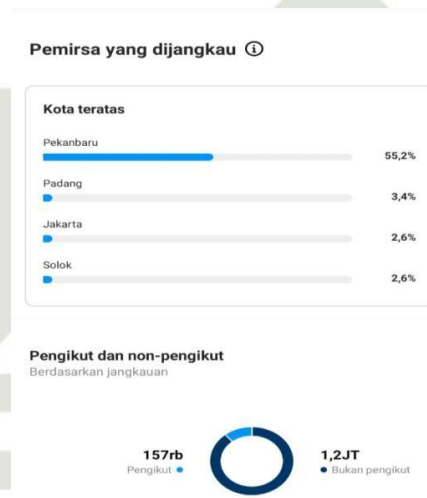 Pemirsa yang dijangkau
Kota teratas
Pekanbaru
55,2%
Padang
3,4%
Jakarta
2,6%
Solok
2,6%
Pengikut dan non-pengikut
Berdasarkan jangkauan
157rb
Pengikut
1,2JT
Bukan pengikut